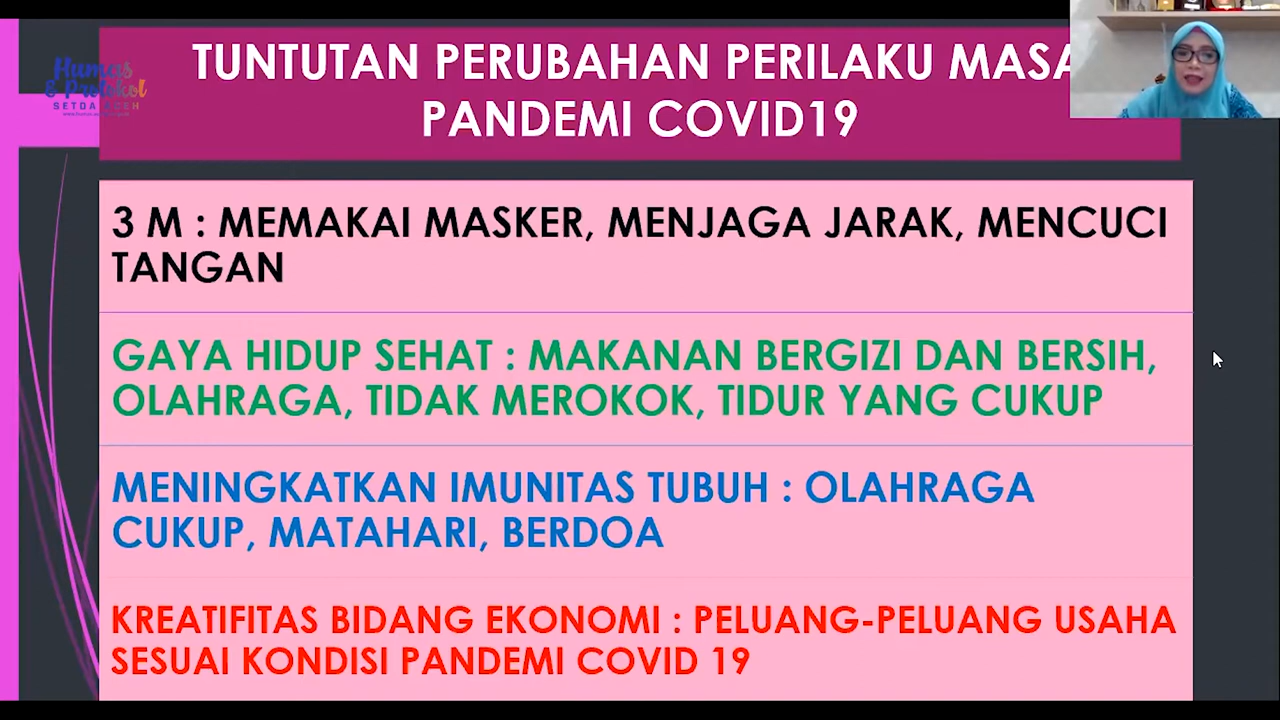 TUNTUTAN PERUBAHAN PERILAKU MASA
PANDEMI COVID19
Humas
& Protokol
SETDA ACEH
3 M : MEMAKAI MASKER, MENJAGA JARAK, MENCUCI
TANGAN
GAYA HIDUP SEHAT : MAKANAN BERGIZI DAN BERSIH,
OLAHRAGA, TIDAK MEROKOK, TIDUR YANG CUKUP
MENINGKATKAN IMUNITAS TUBUH : OLAHRAGA
CUKUP, MATAHARI, BERDOA
KREATIFITAS BIDANG EKONOMI : PELUANG-PELUANG USAHA
SESUAI KONDISI PANDEMI COVID 19